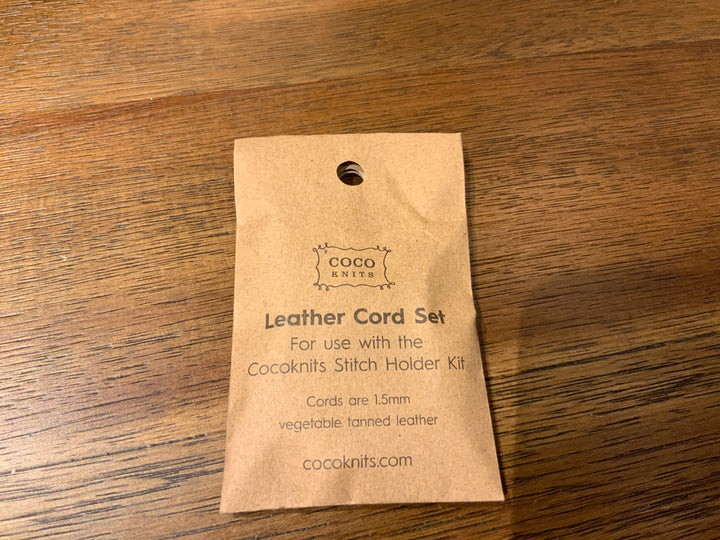 COCO
KNITS
Leather Cord Set
For use with the
Cocoknits Stitch Holder Kit
Cords are 1.5mm
vegetable tanned leather
cocoknits.com